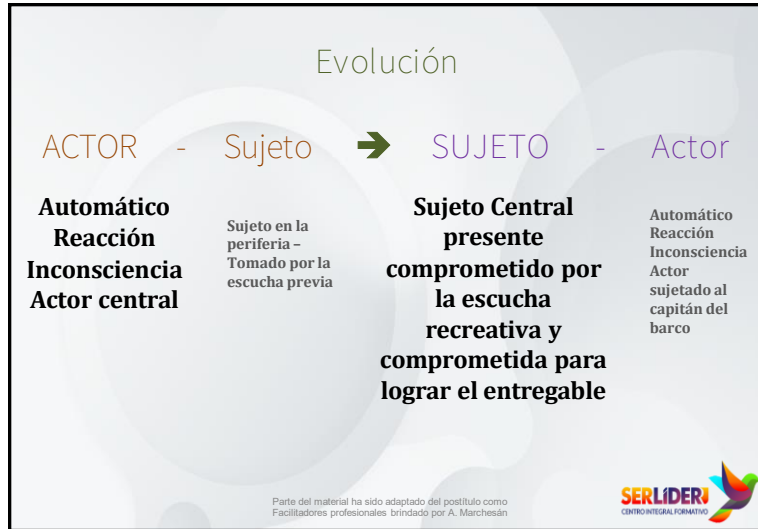 Evolución
ACTOR - Sujeto ➔ SUJETO - Actor
Automático
Reacción
Inconsciencia
Actor central
Sujeto en la
periferia –
Tomado por la
escucha previa
Sujeto Central
presente
comprometido por
la escucha
recreativa y
comprometida para
lograr el entregable
Automático
Reacción
Inconsciencia
Actor
sujetado al
capitán del
barco
Parte del material ha sido adaptado del postítulo como
Facilitadores profesionales brindado por A. Marchesán
SERLíDER
CENTRO INTEGRAL FORMATIVO